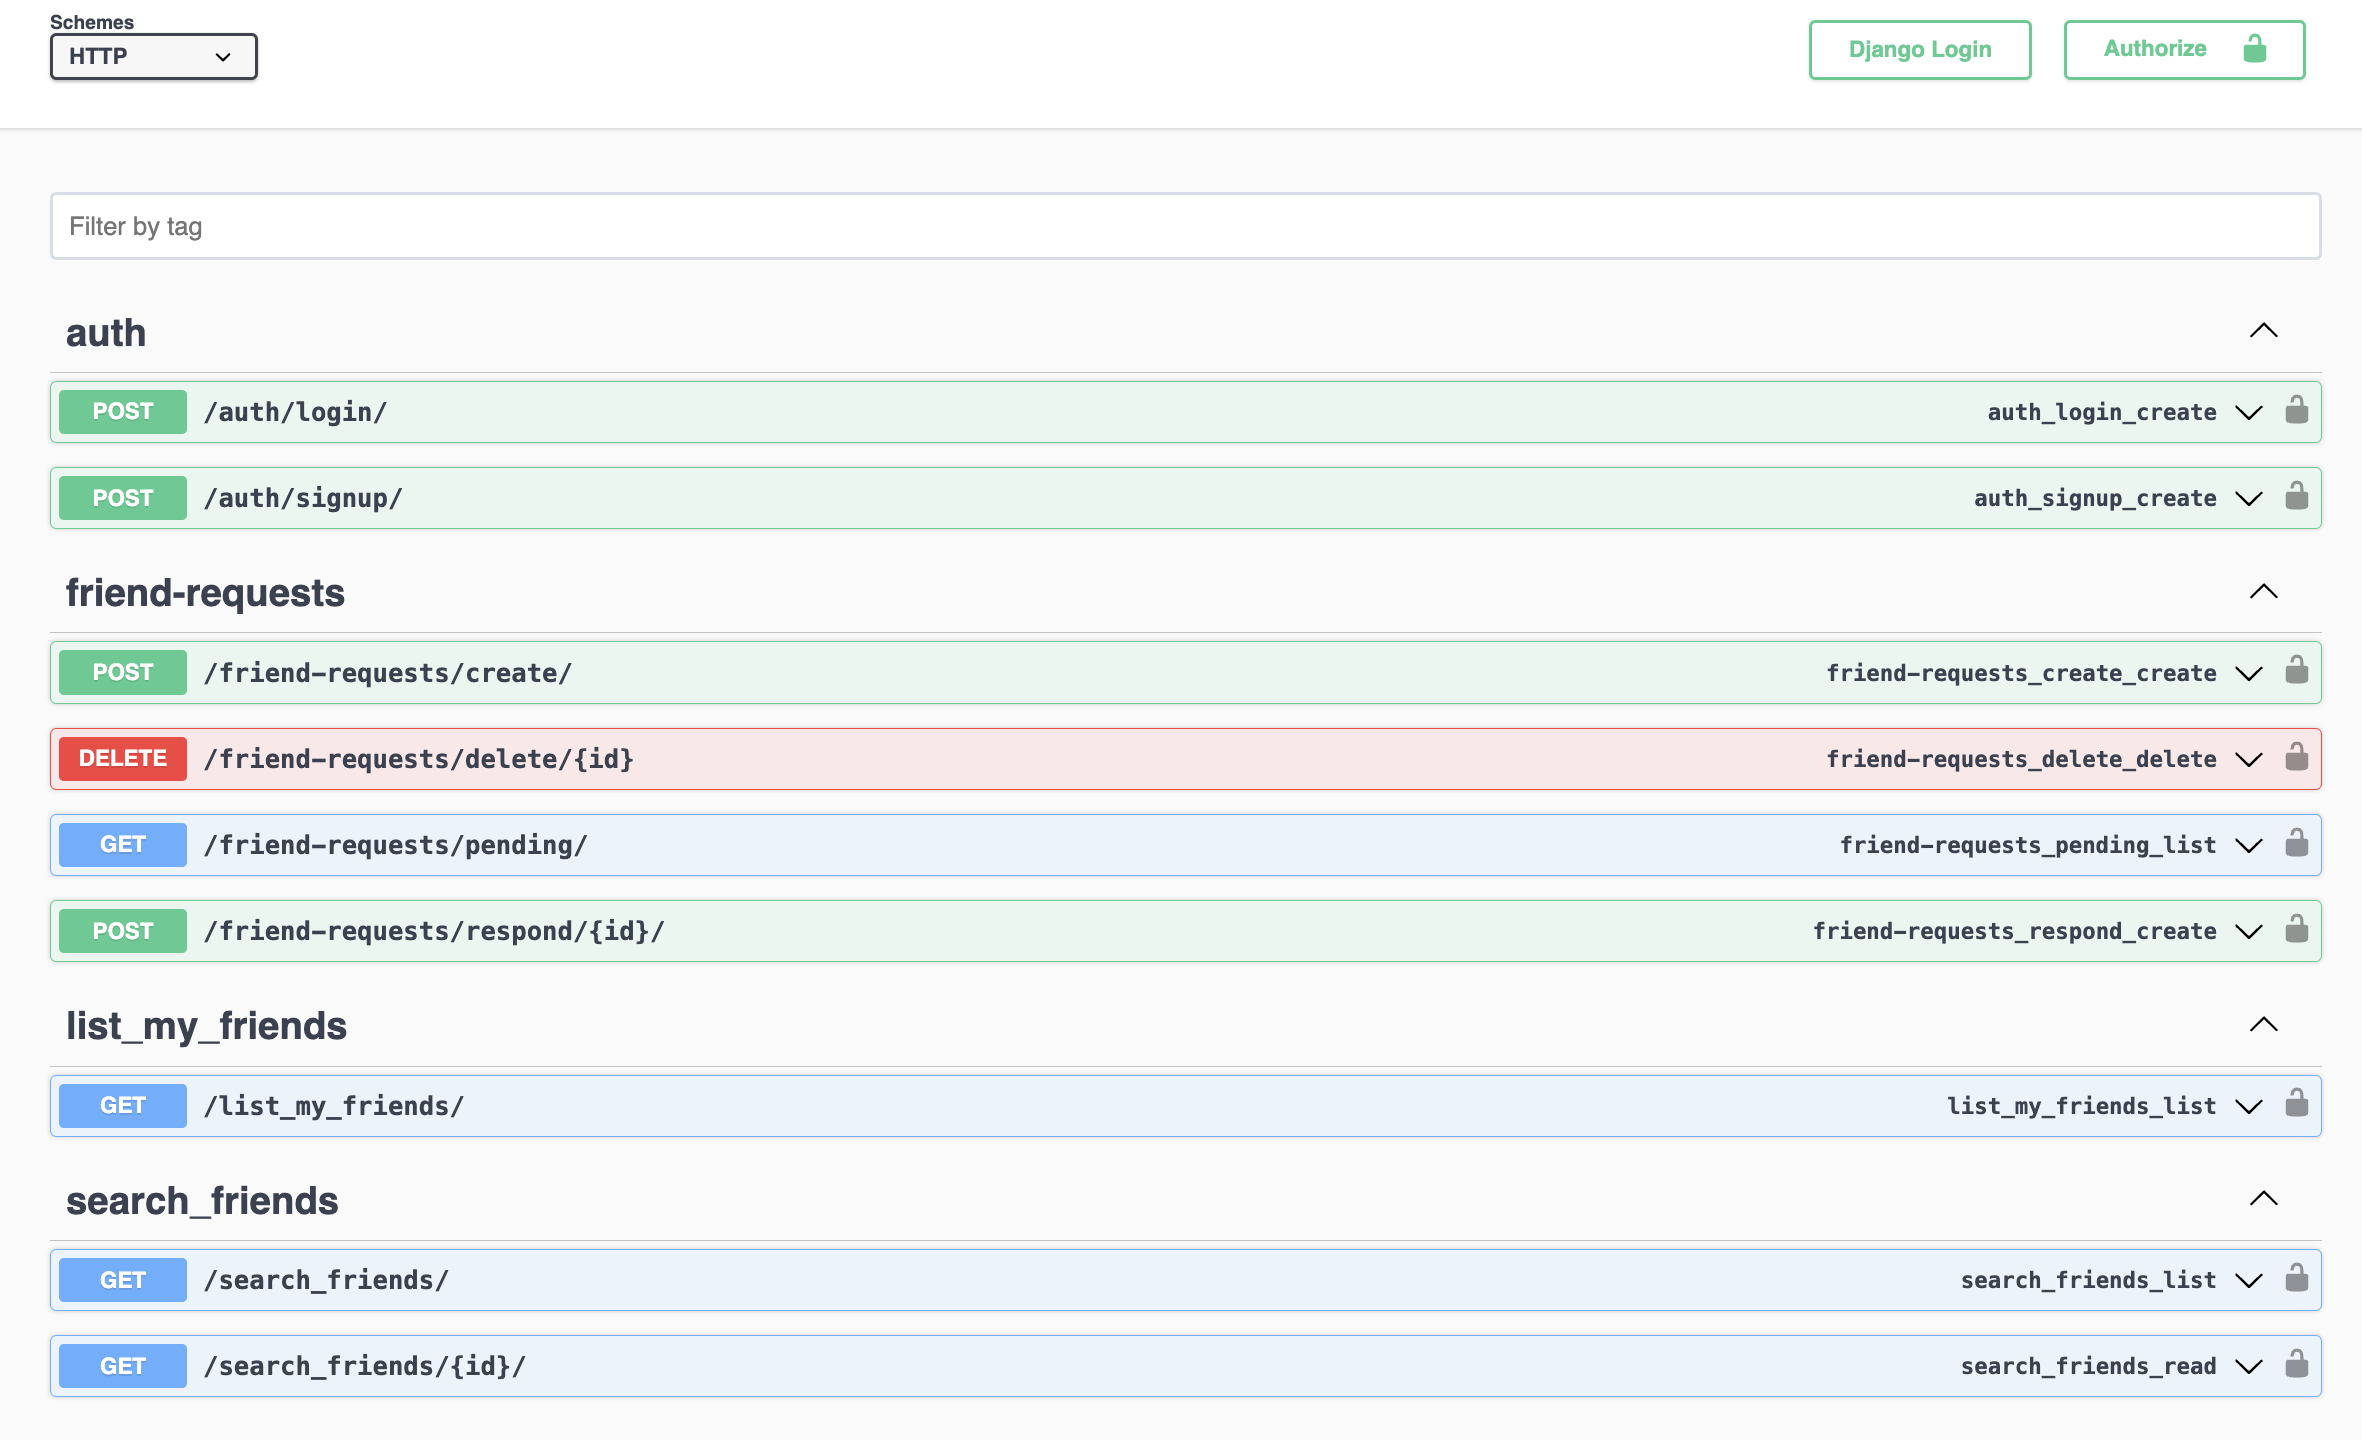 Schemes
HTTP
Django Login
Authorize
Filter by tag
auth
POST /auth/login/ auth_login_create
POST /auth/signup/ auth_signup_create
friend-requests
POST /friend-requests/create/ friend-requests_create_create
DELETE /friend-requests/delete/{id} friend-requests_delete_delete
GET /friend-requests/pending/ friend-requests_pending_list
POST /friend-requests/respond/{id}/ friend-requests_respond_create
list_my_friends
GET /list_my_friends/ list_my_friends_list
search_friends
GET /search_friends/ search_friends_list
GET /search_friends/{id}/ search_friends_read